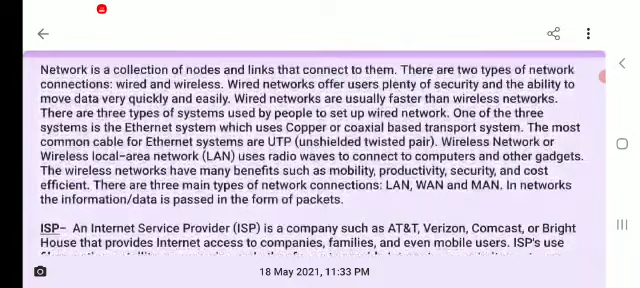 Network is a collection of nodes and links that connect to them. There are two types of network
connections: wired and wireless. Wired networks offer users plenty of security and the ability to
move data very quickly and easily. Wired networks are usually faster than wireless networks.
There are three types of systems used by people to set up wired network. One of the three
systems is the Ethernet system which uses Copper or coaxial based transport system. The most
common cable for Ethernet systems are UTP (unshielded twisted pair). Wireless Network or
Wireless local-area network (LAN) uses radio waves to connect to computers and other gadgets.
The wireless networks have many benefits such as mobility, productivity, security, and cost
efficient. There are three main types of network connections: LAN, WAN and MAN. In networks
the information/data is passed in the form of packets.
ISP- An Internet Service Provider (ISP) is a company such as AT&T, Verizon, Comcast, or Bright
House that provides Internet access to companies, families, and even mobile users. ISP's use
18 May 2021, 11:33 PM